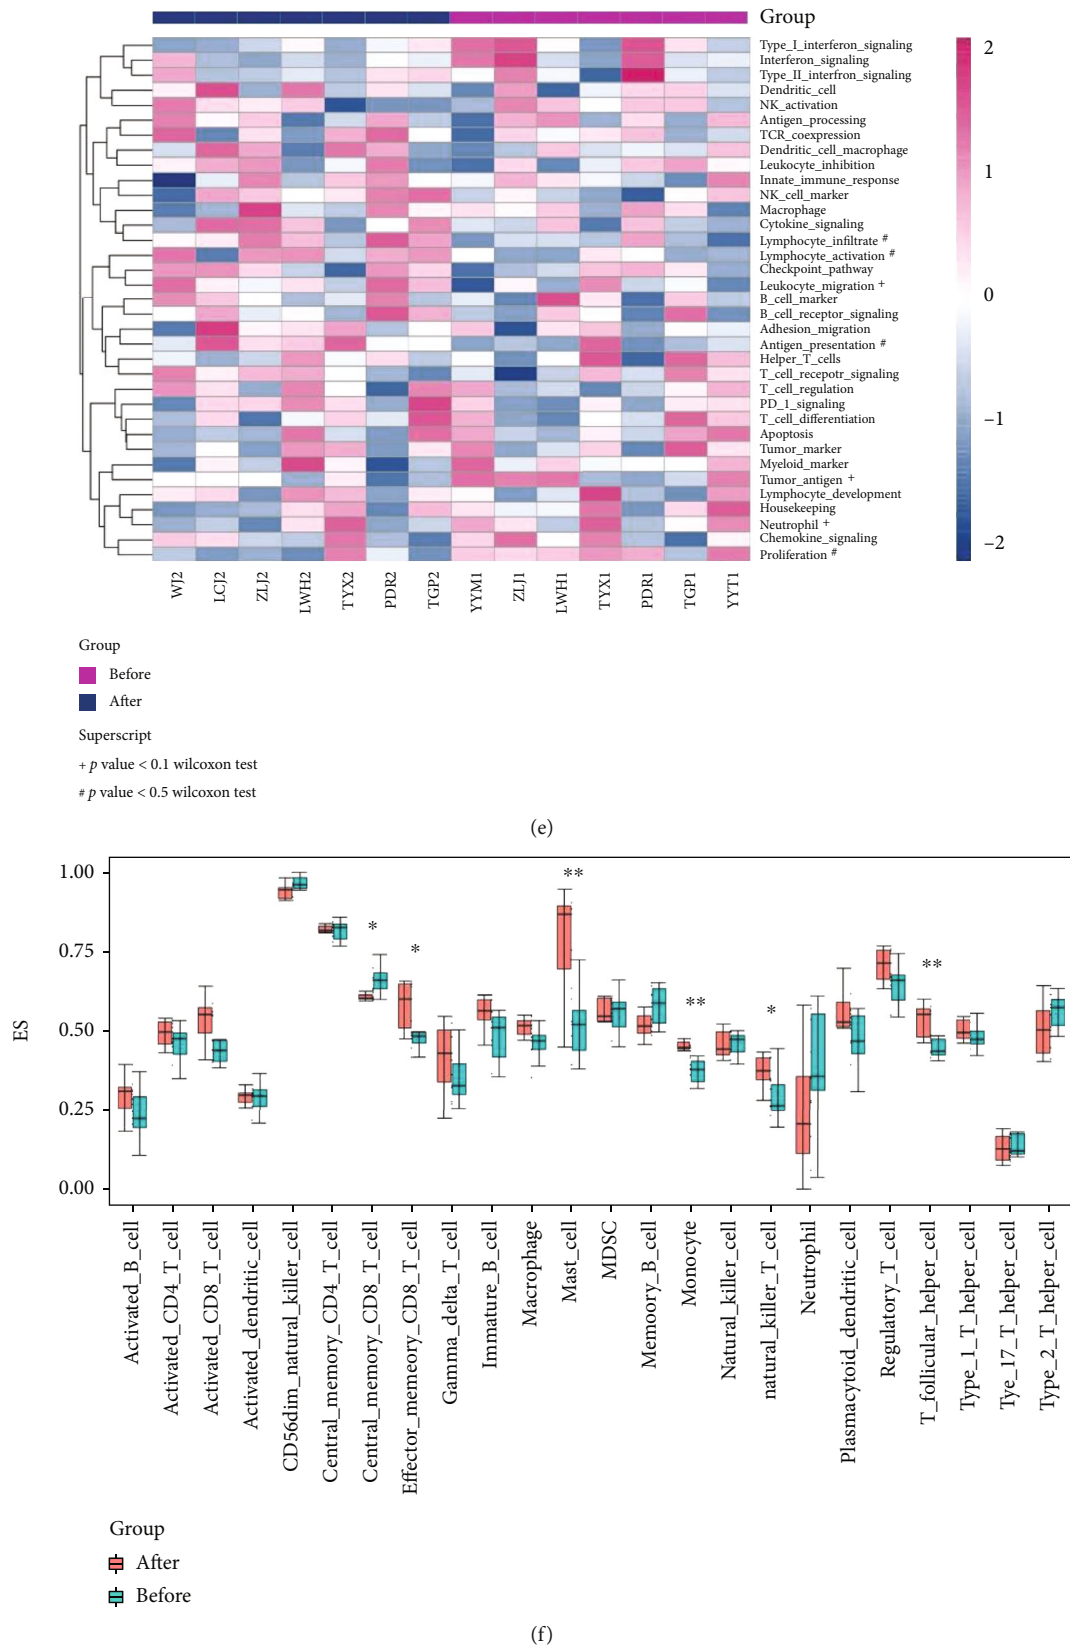 Group
2
1
0
−1
−2
Type_I_interferon_signaling
Interferon_signaling
Type_II_interfron_signaling
Dendritic_cell
NK_activation
Antigen_processing
TCR_coexpression
Dendritic_cell_macrophage
Leukocyte_inhibition
Innate_immune_response
NK_cell_marker
Macrophage
Cytokine_signaling
Lymphocyte_infiltrate #
Lymphocyte_activation #
Checkpoint_pathway
Leukocyte_migration +
B_cell_marker
B_cell_receptor_signaling
Adhesion_migration
Antigen_presentation #
Helper_T_cells
T_cell_recepotr_signaling
T_cell_regulation
PD_1_signaling
T_cell_differentiation
Apoptosis
Tumor_marker
Myeloid_marker
Tumor_antigen +
Lymphocyte_development
Housekeeping
Neutrophil +
Chemokine_signaling
Proliferation #
WJ2
LCJ2
ZLJ2
LWH2
TYX2
PDR2
TGP2
YYM1
ZLJ1
LWH1
TYX1
PDR1
TGP1
YYT1
Group
Before
After
Superscript
+ p value < 0.1 wilcoxon test
# p value < 0.5 wilcoxon test
(e)
ES
1.00
0.75
0.50
0.25
0.00
*
*
**
**
*
**
Activated_B_cell
Activated_CD4_T_cell
Activated_CD8_T_cell
Activated_dendritic_cell
CD56dim_natural_killer_cell
Central_memory_CD4_T_cell
Central_memory_CD8_T_cell
Effector_memeory_CD8_T_cell
Gamma_delta_T_cell
Immature_B_cell
Macrophage
Mast_cell
MDSC
Memory_B_cell
Monocyte
Natural_killer_cell
natural_killer_T_cell
Neutrophil
Plasmacytoid_dendritic_cell
Regulatory_T_cell
T_follicular_helper_cell
Type_1_T_helper_cell
Tye_17_T_helper_cell
Type_2_T_helper_cell
Group
After
Before
(f)